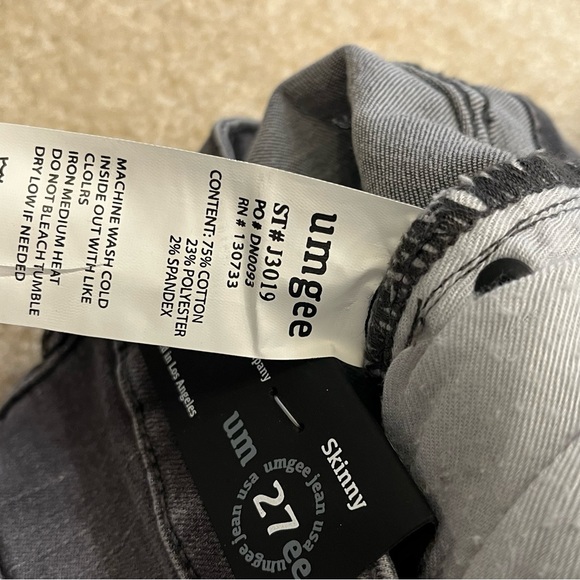 umgee
ST# J3019
PO.# DN0093
RN # 130733
CONTENT: 75% COTTON
23% POLYESTER
2% SPANDEX
MACHINE WASH COLD
INSIDE OUT WITH LIKE
CLOLRS
IRON MEDIUM HEAT
DO NOT BLEACH TUMBLE
DRY LOW IF NEEDED
Skinny
umgee jean usa
27
umgee jean usa
um
ee
pany
in Los Angeles